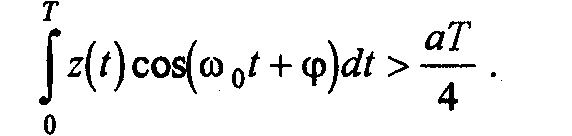 ∫₀ᵀ z(t) cos(ω₀t + φ)dt > aT/4 .